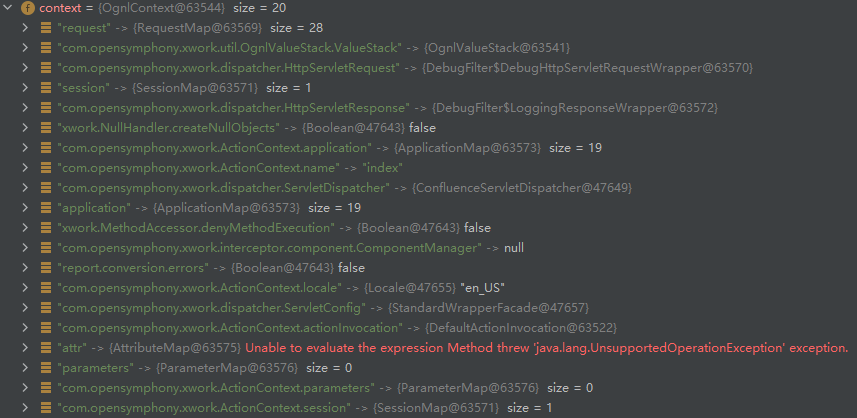 f context = {OgnlContext@63544} size = 20
"request" -> {RequestMap@63569} size = 28
"com.opensymphony.xwork.util.OgnlValueStack.ValueStack" -> {OgnlValueStack@63541}
"com.opensymphony.xwork.dispatcher.HttpServletRequest" -> {DebugFilter$DebugHttpServletRequestWrapper@63570}
"session" -> {SessionMap@63571} size = 1
"com.opensymphony.xwork.dispatcher.HttpServletResponse" -> {DebugFilter$LoggingResponseWrapper@63572}
"xwork.NullHandler.createNullObjects" -> {Boolean@47643} false
"com.opensymphony.xwork.ActionContext.application" -> {ApplicationMap@63573} size = 19
"com.opensymphony.xwork.ActionContext.name" -> "index"
"com.opensymphony.xwork.dispatcher.ServletDispatcher" -> {ConfluenceServletDispatcher@47649}
"application" -> {ApplicationMap@63573} size = 19
"xwork.MethodAccessor.denyMethodExecution" -> {Boolean@47643} false
"com.opensymphony.xwork.interceptor.component.ComponentManager" -> null
"report.conversion.errors" -> {Boolean@47643} false
"com.opensymphony.xwork.ActionContext.locale" -> {Locale@47655} "en_US"
"com.opensymphony.xwork.dispatcher.ServletConfig" -> {StandardWrapperFacade@47657}
"com.opensymphony.xwork.ActionContext.actionInvocation" -> {DefaultActionInvocation@63522}
"attr" -> {AttributeMap@63575} Unable to evaluate the expression Method threw 'java.lang.UnsupportedOperationException' exception.
"parameters" -> {ParameterMap@63576} size = 0
"com.opensymphony.xwork.ActionContext.parameters" -> {ParameterMap@63576} size = 0
"com.opensymphony.xwork.ActionContext.session" -> {SessionMap@63571} size = 1